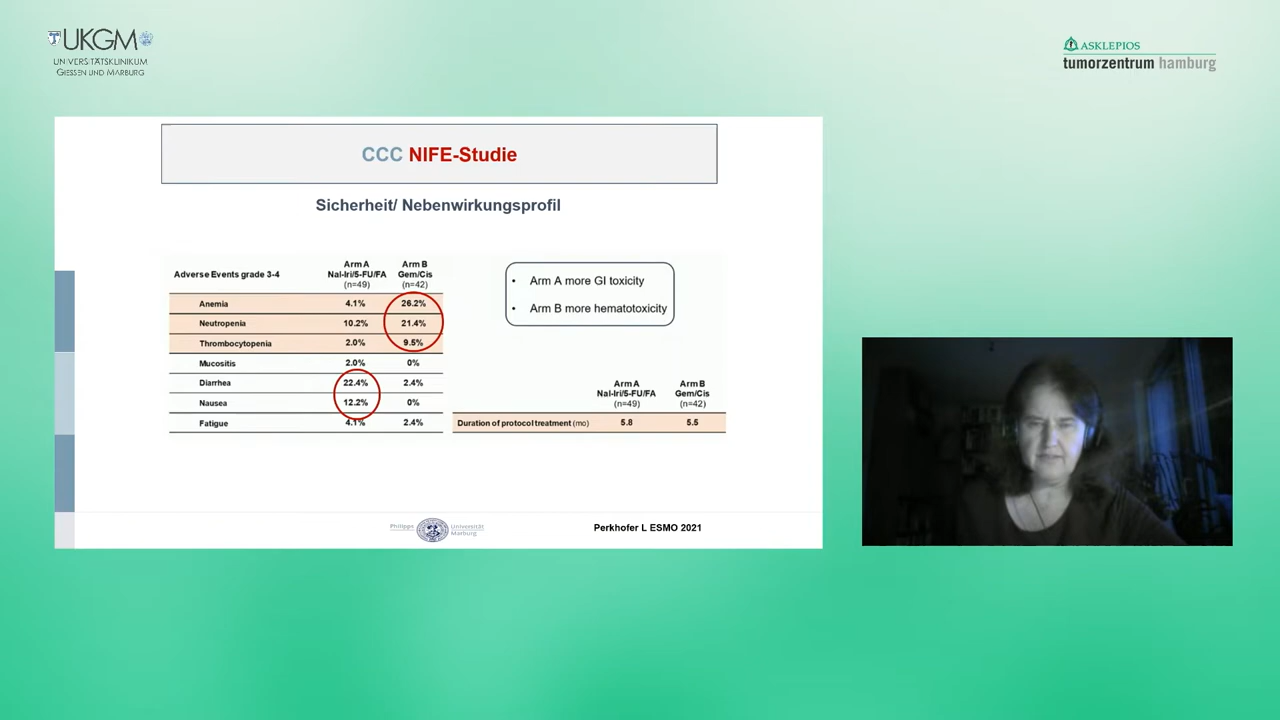 UKGM
UNIVERSITÄTSKLINIKUM
GIESSEN UND MARBURG
ASKLEPIOS
tumorzentrum hamburg
CCC NIFE-Studie
Sicherheit/ Nebenwirkungsprofil
Adverse Events grade 3-4 Arm A Nal-Iri/5-FU/FA (n=49) Arm B Gem/Cis (n=42)
Anemia 4.1% 26.2%
Neutropenia 10.2% 21.4%
Thrombocytopenia 2.0% 9.5%
Mucositis 2.0% 0%
Diarrhea 22.4% 2.4%
Nausea 12.2% 0%
Fatigue 4.1% 2.4%
• Arm A more GI toxicity
• Arm B more hematotoxicity
Arm A Nal-Iri/5-FU/FA (n=49) Arm B Gem/Cis (n=42)
Duration of protocol treatment (mo) 5.8 5.5
Philipps Universität
Marburg
Perkhofer L ESMO 2021